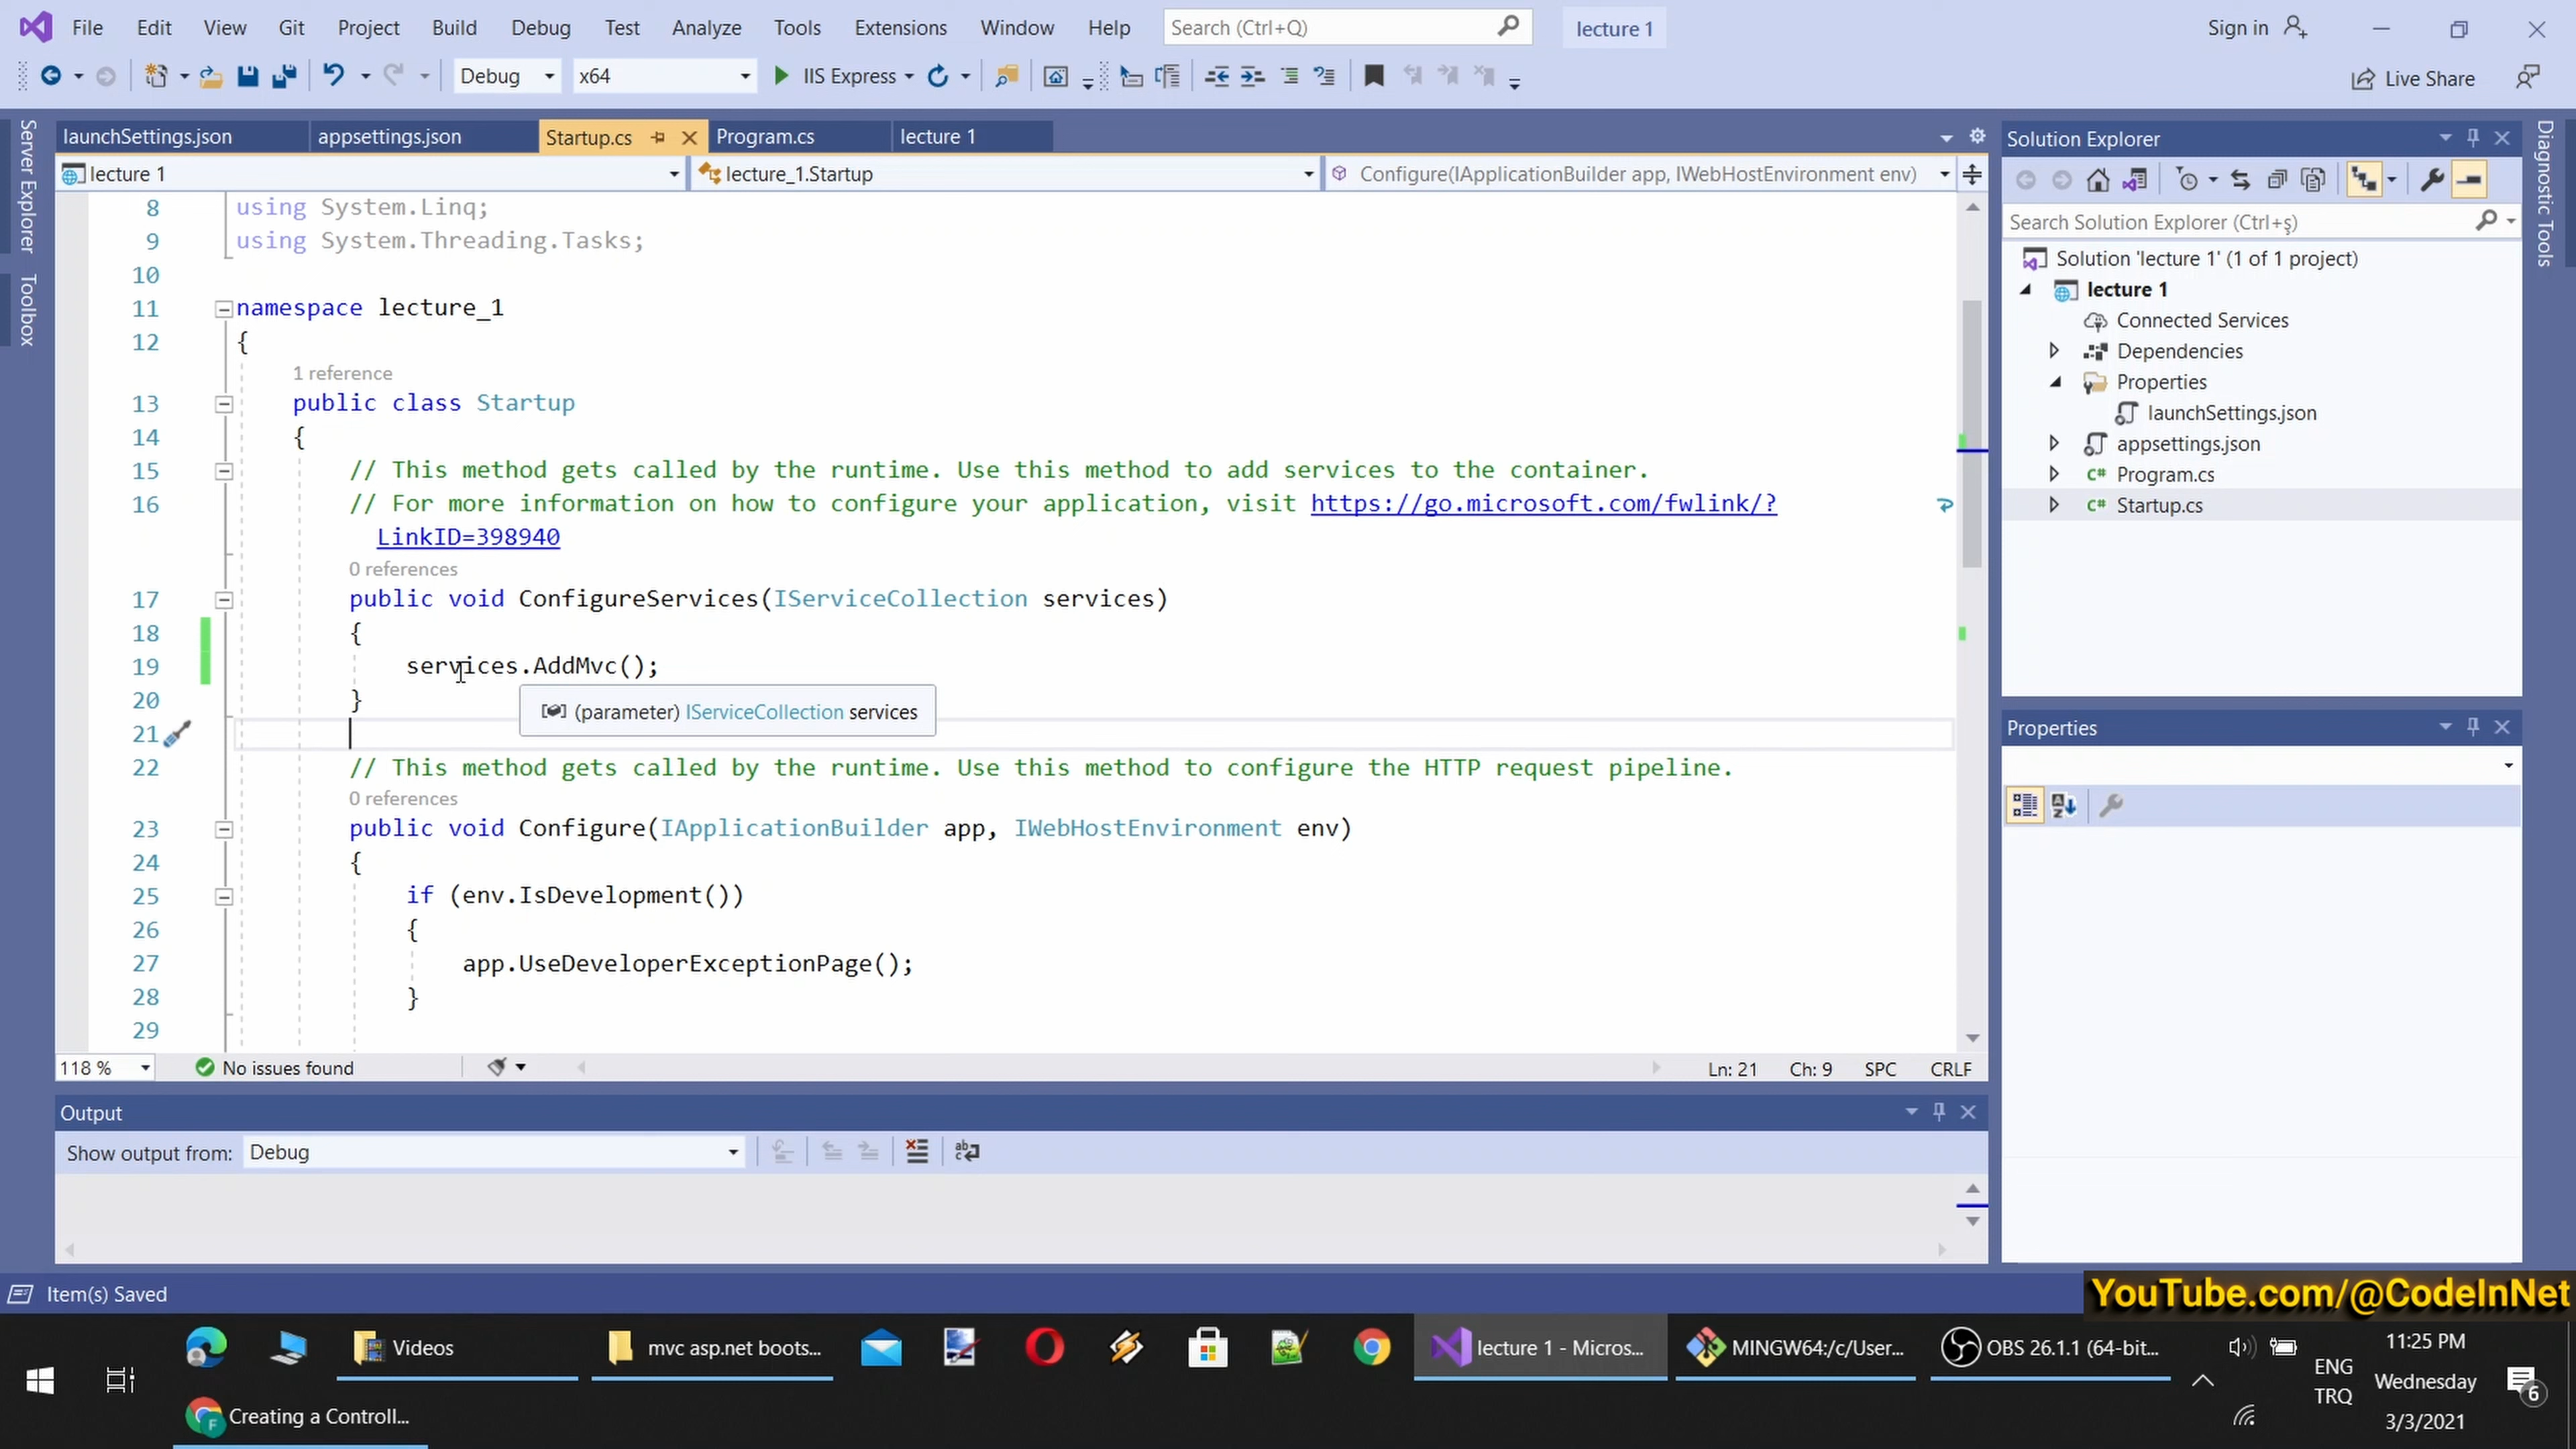 File Edit View Git Project Build Debug Test Analyze Tools Extensions Window Help Search (Ctrl+Q) lecture 1 Sign in
Debug x64 IIS Express Live Share
Server Explorer
Toolbox
launchSettings.json appsettings.json Startup.cs Program.cs lecture 1
lecture 1 lecture_1.Startup Configure(IApplicationBuilder app, IWebHostEnvironment env)
8 using System.Linq;
9 using System.Threading.Tasks;
10
11 namespace lecture_1
12 {
1 reference
13 public class Startup
14 {
15 // This method gets called by the runtime. Use this method to add services to the container.
16 // For more information on how to configure your application, visit https://go.microsoft.com/fwlink/?
LinkID=398940
0 references
17 public void ConfigureServices(IServiceCollection services)
18 {
19 services.AddMvc();
20 }
(parameter) IServiceCollection services
21
22 // This method gets called by the runtime. Use this method to configure the HTTP request pipeline.
0 references
23 public void Configure(IApplicationBuilder app, IWebHostEnvironment env)
24 {
25 if (env.IsDevelopment())
26 {
27 app.UseDeveloperExceptionPage();
28 }
29
118 % No issues found Ln: 21 Ch: 9 SPC CRLF
Output
Show output from: Debug
Solution Explorer
Search Solution Explorer (Ctrl+ş)
Solution 'lecture 1' (1 of 1 project)
lecture 1
Connected Services
Dependencies
Properties
launchSettings.json
appsettings.json
C# Program.cs
C# Startup.cs
Properties
Diagnostic Tools
Item(s) Saved
YouTube.com/@CodeInNet
Videos mvc asp.net boots... lecture 1 - Micros... MINGW64:/c/User... OBS 26.1.1 (64-bit...
Creating a Controll...
ENG
TRQ
11:25 PM
Wednesday
3/3/2021
6